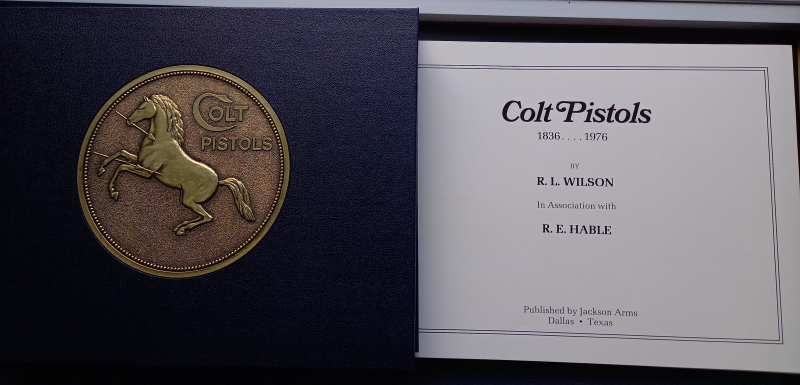 COLT
PISTOLS
Colt Pistols
1836....1976
BY
R. L. WILSON
In Association with
R. E. HABLE
Published by Jackson Arms
Dallas • Texas